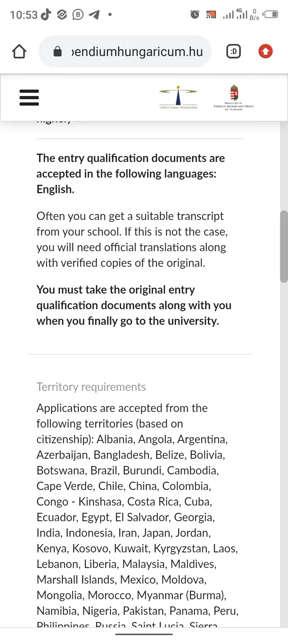 10:53
4G
0 B/s
pendiumhungaricum.hu
:D
The entry qualification documents are
accepted in the following languages:
English.
Often you can get a suitable transcript
from your school. If this is not the case,
you will need official translations along
with verified copies of the original.
You must take the original entry
qualification documents along with you
when you finally go to the university.
Territory requirements
Applications are accepted from the
following territories (based on
citizenship): Albania, Angola, Argentina,
Azerbaijan, Bangladesh, Belize, Bolivia,
Botswana, Brazil, Burundi, Cambodia,
Cape Verde, Chile, China, Colombia,
Congo - Kinshasa, Costa Rica, Cuba,
Ecuador, Egypt, El Salvador, Georgia,
India, Indonesia, Iran, Japan, Jordan,
Kenya, Kosovo, Kuwait, Kyrgyzstan, Laos,
Lebanon, Liberia, Malaysia, Maldives,
Marshall Islands, Mexico, Moldova,
Mongolia, Morocco, Myanmar (Burma),
Namibia, Nigeria, Pakistan, Panama, Peru,
Philippines, Russia, Saint Lucia, Sierra